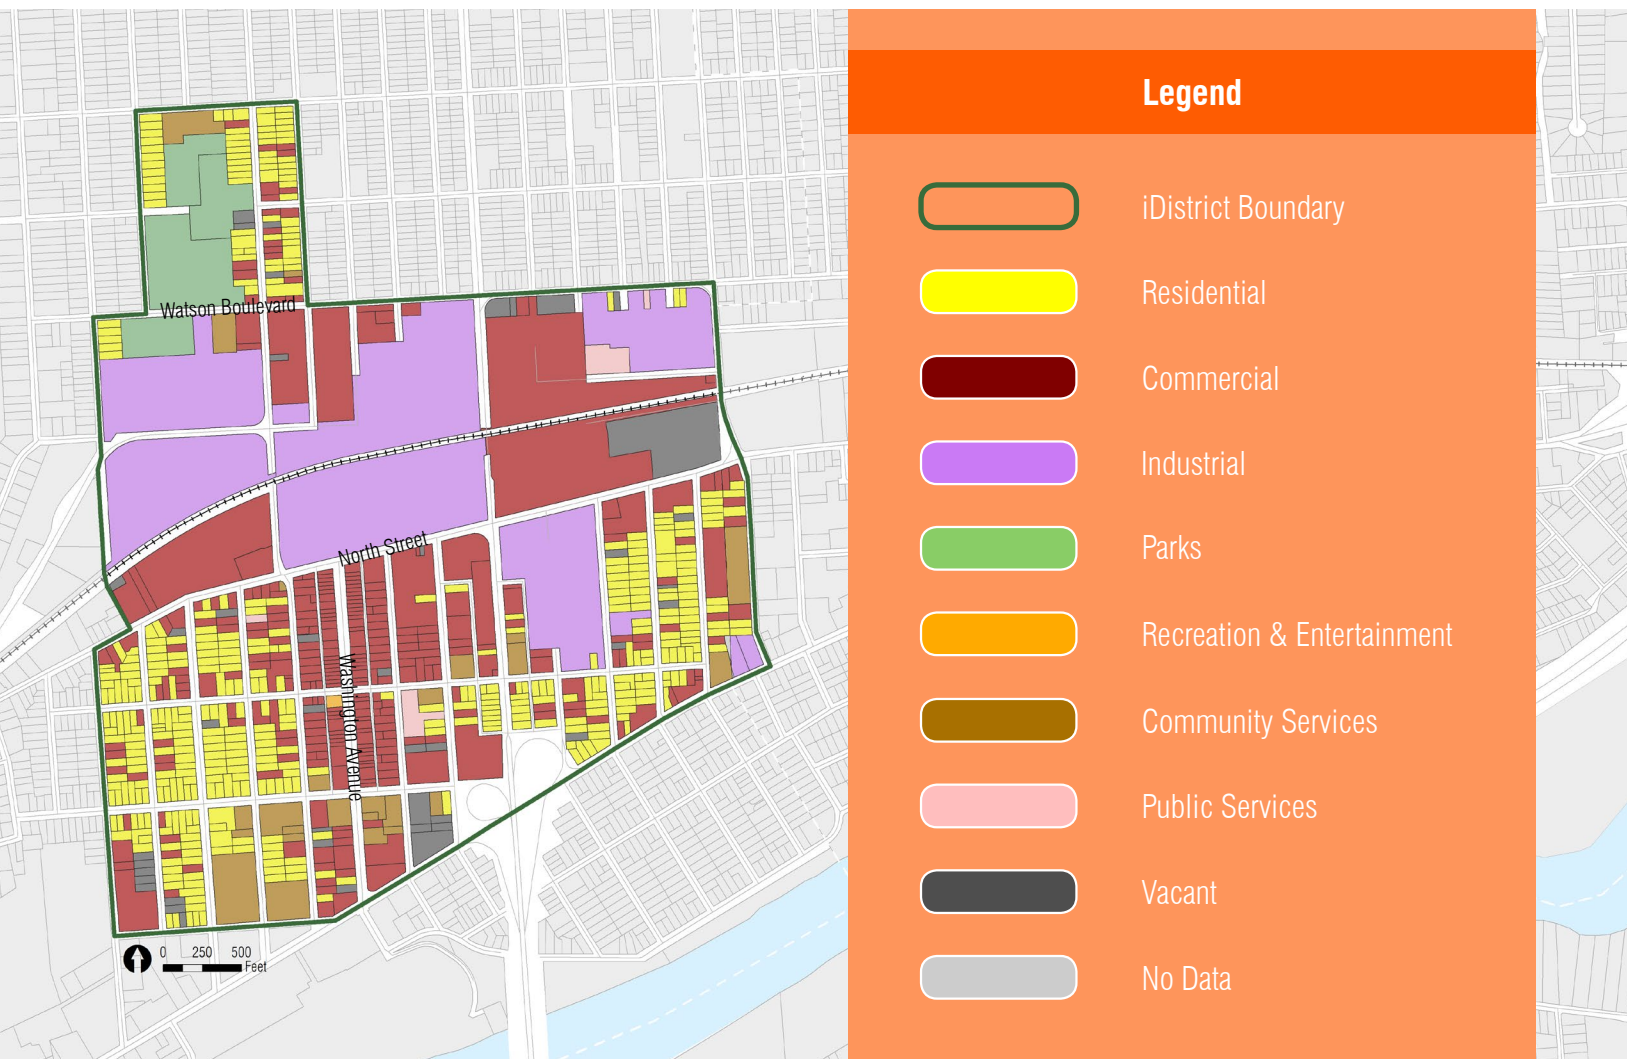 Watson Boulevard
North Street
Washington Avenue
0 250 500
Feet
Legend
iDistrict Boundary
Residential
Commercial
Industrial
Parks
Recreation & Entertainment
Community Services
Public Services
Vacant
No Data